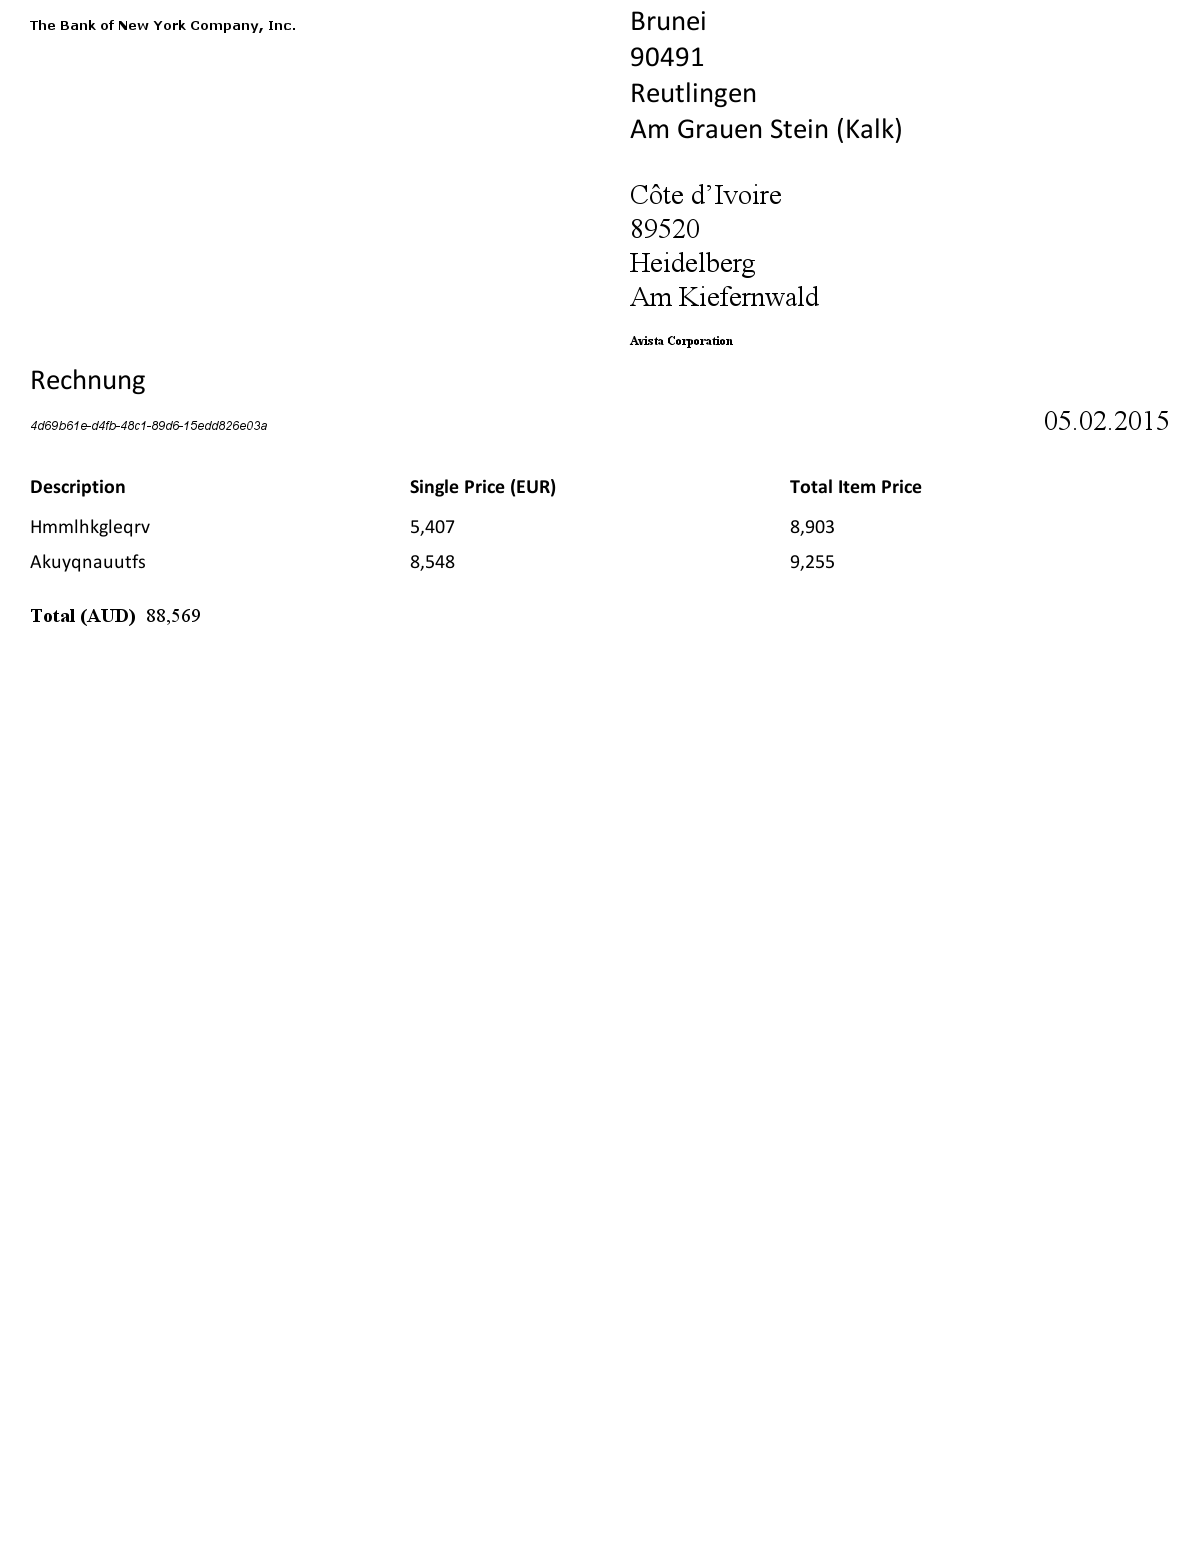 The Bank of New York Company, Inc.
Brunei
90491
Reutlingen
Am Grauen Stein (Kalk)
Côte d’Ivoire
89520
Heidelberg
Am Kiefernwald
Avista Corporation
Rechnung
4d69b61e-d4fb-48c1-89d6-15edd826e03a
05.02.2015
Description Single Price (EUR) Total Item Price
Hmmlhkgleqrv 5,407 8,903
Akuyqnauutfs 8,548 9,255
Total (AUD) 88,569